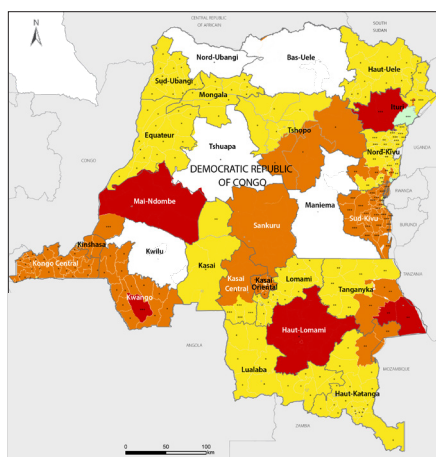 CENTRAL REPUBLIC
OF AFRICAN
SOUTH
SUDAN
N
Nord-Ubangi
Bas-Uele
Haut-Uele
Sud-Ubangi
Mongala
Ituri
Equateur
Tshopo
Tshuapa
Nord-Kivu
UGANDA
CONGO
DEMOCRATIC REPUBLIC
OF CONGO
RWANDA
Mai-Ndombe
Maniema
Sud-Kivu
Sankuru
BURUNDI
Kinshasa
Kwilu
Kongo Central
Kasai
Lomami
TANZANIA
Kasai
Central
Kasai
Oriental
Tanganyka
Kwango
Haut-Lomami
ANGOLA
MOZAMBIQUE
Lualaba
Haut-Katanga
ZAMBIA
0
50
100
km